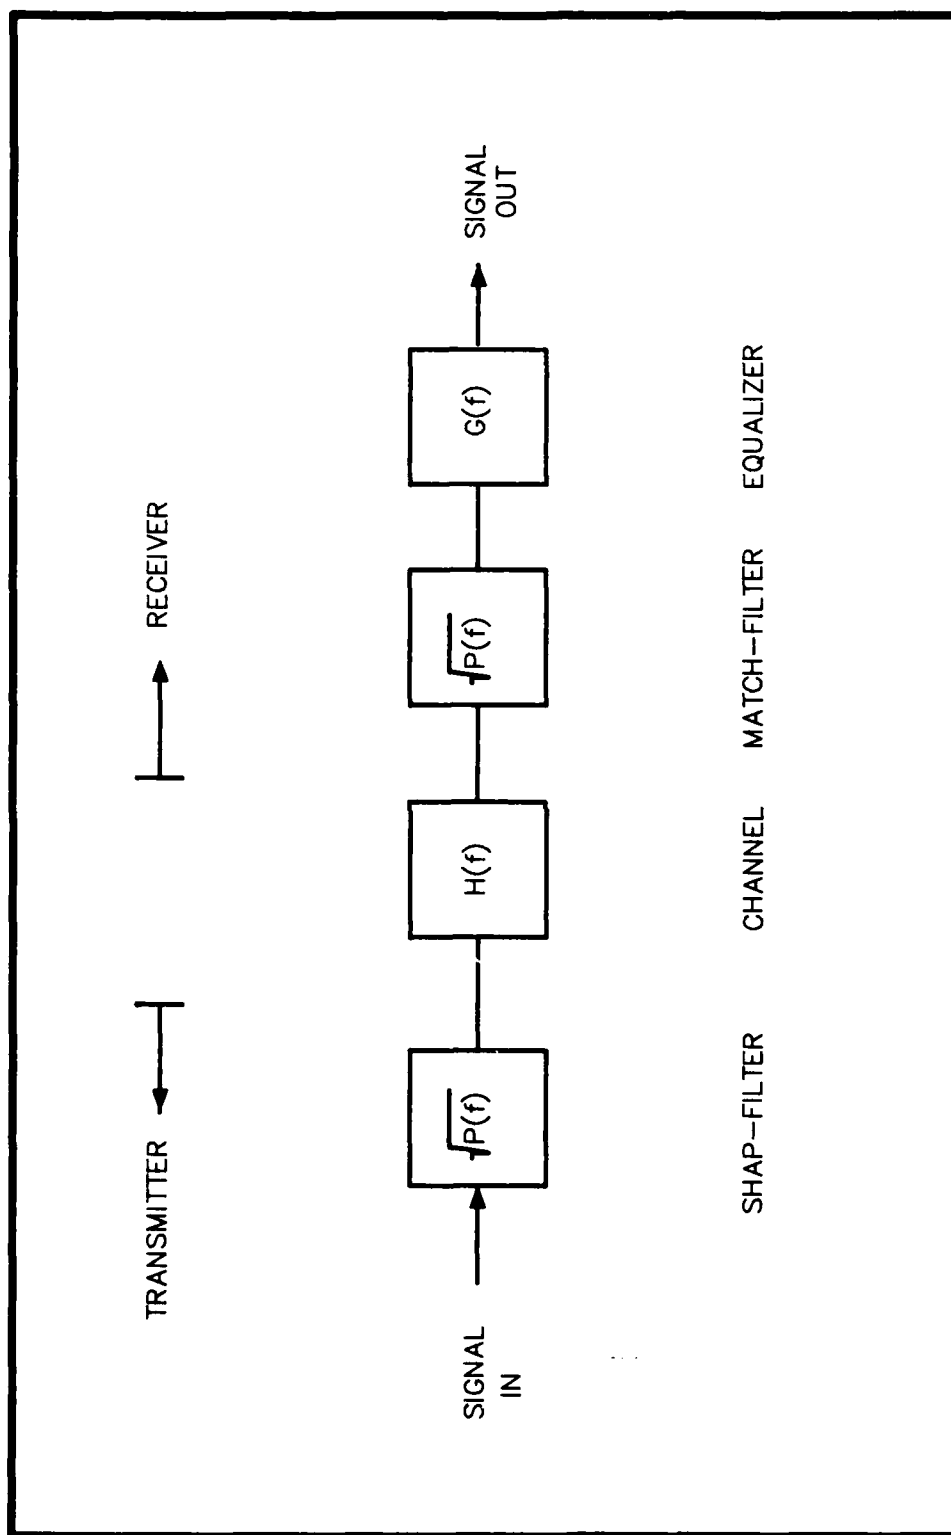 TRANSMITTER
RECEIVER
SIGNAL
IN
√P(f)
H(f)
√P(f)
G(f)
SIGNAL
OUT
SHAP-FILTER
CHANNEL
MATCH-FILTER
EQUALIZER